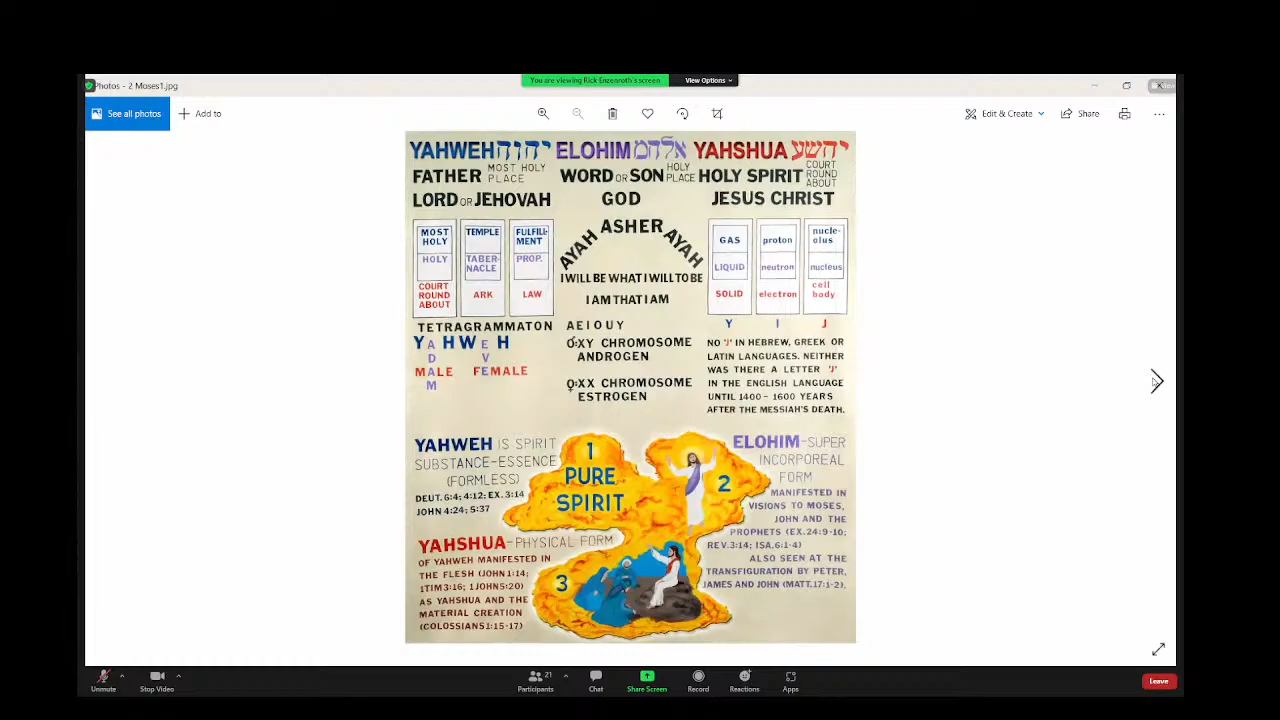 You are viewing Rick Enzenroth's screen View Options
Photos - 2 Moses1.jpg
See all photos Add to Edit & Create Share
YAHWEH יהוה ELOHIM אלהמ YAHSHUA יהשע
FATHER MOST HOLY PLACE WORD OR SON HOLY PLACE HOLY SPIRIT COURT ROUND ABOUT
LORD OR JEHOVAH GOD JESUS CHRIST
MOST HOLY
HOLY
COURT ROUND ABOUT
TEMPLE
TABER-
NACLE
ARK
FULFILL-
MENT
PROP.
LAW
AYAH ASHER AYAH
I WILL BE WHAT I WILL TO BE
I AM THAT I AM
GAS
LIQUID
SOLID
proton
neutron
electron
nucle-
olus
nucleus
cell
body
TETRAGRAMMATON
YAHWEH
ADAM
EVE
MALE FEMALE
A E I O U Y
♂:XY CHROMOSOME
ANDROGEN
♀:XX CHROMOSOME
ESTROGEN
Y I J
NO 'J' IN HEBREW, GREEK OR
LATIN LANGUAGES. NEITHER
WAS THERE A LETTER 'J'
IN THE ENGLISH LANGUAGE
UNTIL 1400 - 1600 YEARS
AFTER THE MESSIAH'S DEATH.
YAHWEH IS SPIRIT
SUBSTANCE-ESSENCE
(FORMLESS)
DEUT. 6:4; 4:12; EX. 3:14
JOHN 4:24; 5:37
1
PURE
SPIRIT
2
ELOHIM-SUPER
INCORPOREAL
FORM
MANIFESTED IN
VISIONS TO MOSES,
JOHN AND THE
PROPHETS (EX.24:9-10;
REV.3:14; ISA.6:1-4)
ALSO SEEN AT THE
TRANSFIGURATION BY PETER,
JAMES AND JOHN (MATT.17:1-2).
YAHSHUA-PHYSICAL FORM
OF YAHWEH MANIFESTED IN
THE FLESH (JOHN 1:14;
1TIM 3:16; 1JOHN 5:20)
AS YAHSHUA AND THE
MATERIAL CREATION
(COLOSSIANS 1:15-17)
3
Unmute Stop Video Participants 21 Chat Share Screen Record Reactions Apps Leave